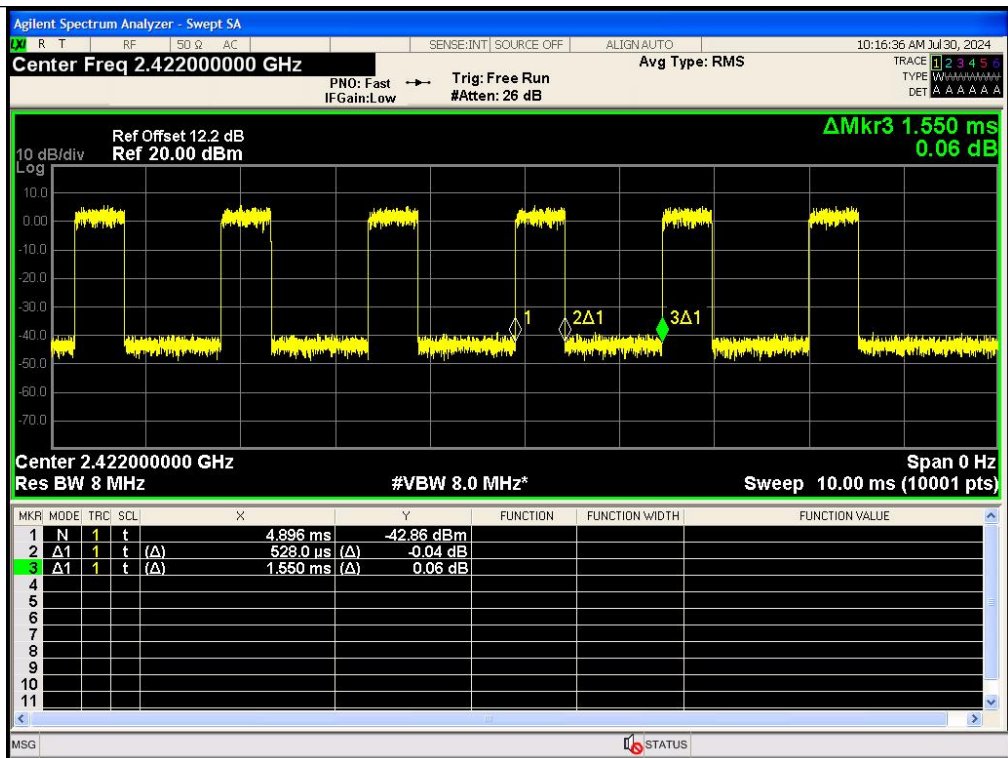 Agilent Spectrum Analyzer - Swept SA
LXI R T RF 50 Ω AC SENSE:INT SOURCE OFF ALIGN AUTO 10:16:36 AM Jul 30, 2024
Center Freq 2.422000000 GHz Avg Type: RMS TRACE 1 2 3 4 5 6
PNO: Fast Trig: Free Run TYPE WWWWWW
IFGain:Low #Atten: 26 dB DET A A A A A A
ΔMkr3 1.550 ms
0.06 dB
Ref Offset 12.2 dB
10 dB/div Ref 20.00 dBm
Log
10.0
0.00
-10.0
-20.0
-30.0
1 2Δ1 3Δ1
-40.0
-50.0
-60.0
-70.0
Center 2.422000000 GHz Span 0 Hz
Res BW 8 MHz #VBW 8.0 MHz* Sweep 10.00 ms (10001 pts)
MKR MODE TRC SCL X Y FUNCTION FUNCTION WIDTH FUNCTION VALUE
1 N 1 t 4.896 ms -42.86 dBm
2 Δ1 1 t (Δ) 528.0 µs (Δ) -0.04 dB
3 Δ1 1 t (Δ) 1.550 ms (Δ) 0.06 dB
4
5
6
7
8
9
10
11
MSG STATUS